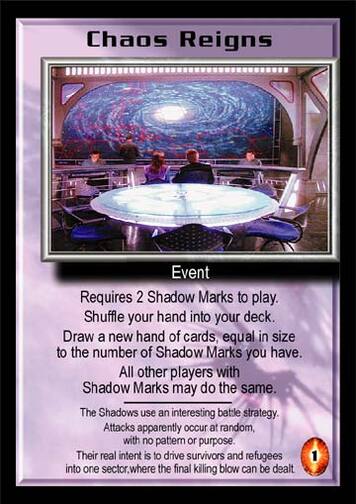 Chaos Reigns
Event
Requires 2 Shadow Marks to play.
Shuffle your hand into your deck.
Draw a new hand of cards, equal in size
to the number of Shadow Marks you have.
All other players with
Shadow Marks may do the same.
The Shadows use an interesting battle strategy.
Attacks apparently occur at random,
with no pattern or purpose.
Their real intent is to drive survivors and refugees
into one sector,where the final killing blow can be dealt.
1